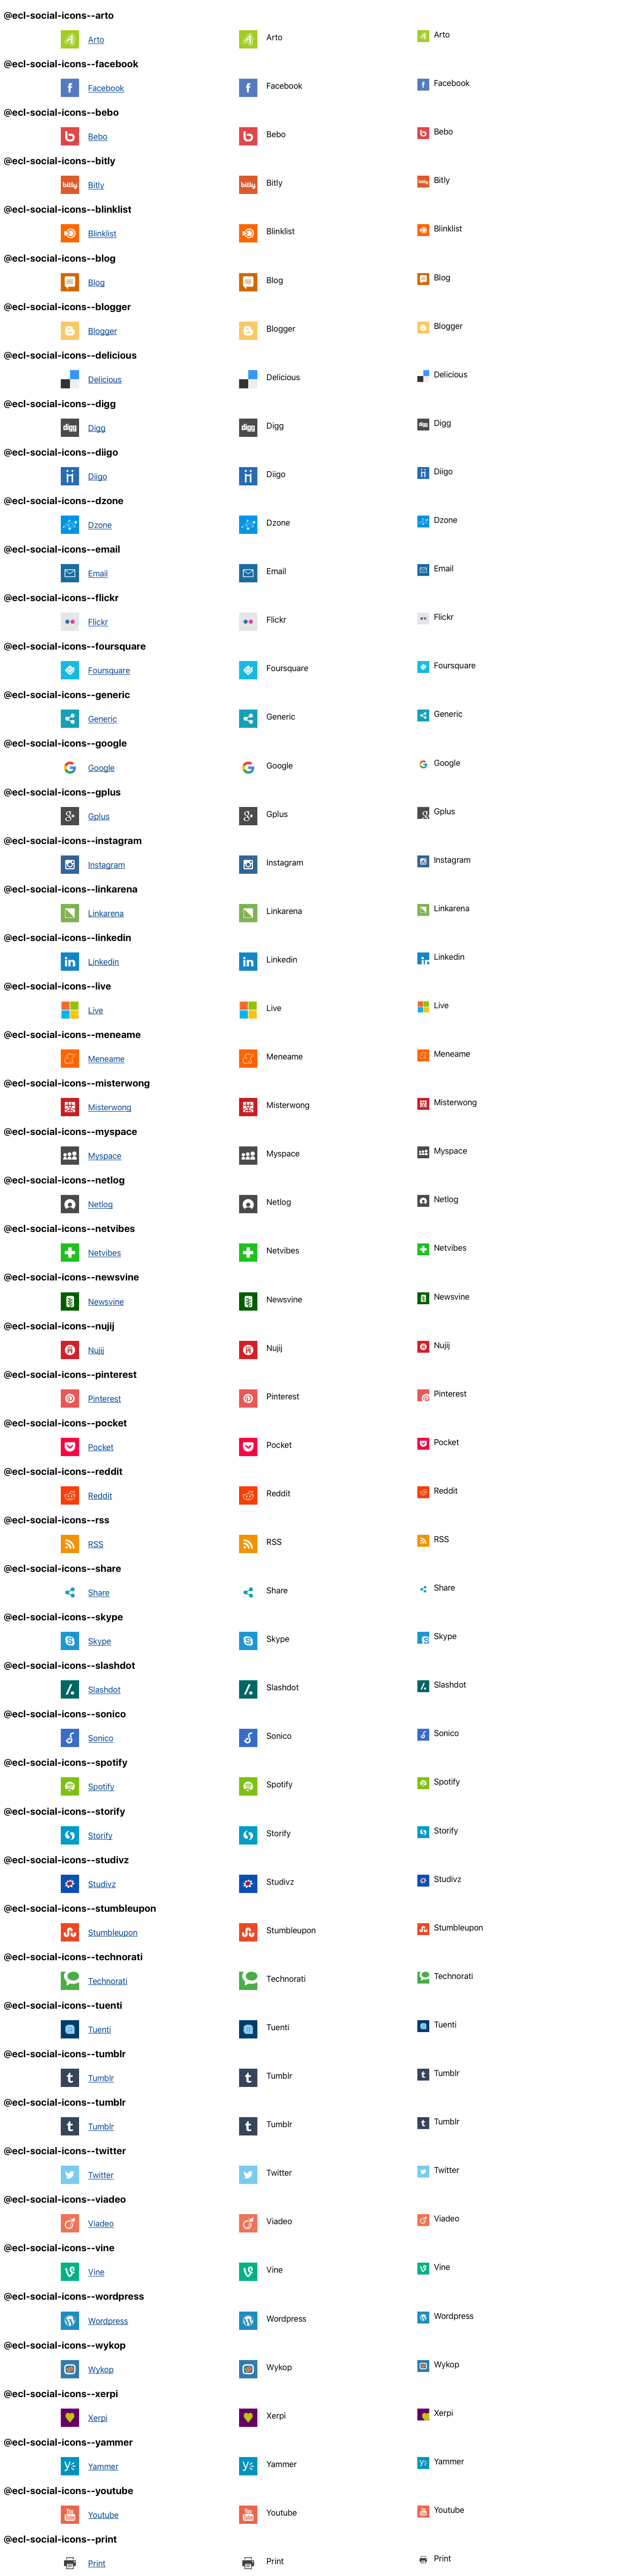 @ecl-social-icons--arto
Arto Arto Arto
@ecl-social-icons--facebook
Facebook Facebook Facebook
@ecl-social-icons--bebo
Bebo Bebo Bebo
@ecl-social-icons--bitly
Bitly Bitly Bitly
@ecl-social-icons--blinklist
Blinklist Blinklist Blinklist
@ecl-social-icons--blog
Blog Blog Blog
@ecl-social-icons--blogger
Blogger Blogger Blogger
@ecl-social-icons--delicious
Delicious Delicious Delicious
@ecl-social-icons--digg
Digg Digg Digg
@ecl-social-icons--diigo
Diigo Diigo Diigo
@ecl-social-icons--dzone
Dzone Dzone Dzone
@ecl-social-icons--email
Email Email Email
@ecl-social-icons--flickr
Flickr Flickr Flickr
@ecl-social-icons--foursquare
Foursquare Foursquare Foursquare
@ecl-social-icons--generic
Generic Generic Generic
@ecl-social-icons--google
Google Google Google
@ecl-social-icons--gplus
Gplus Gplus Gplus
@ecl-social-icons--instagram
Instagram Instagram Instagram
@ecl-social-icons--linkarena
Linkarena Linkarena Linkarena
@ecl-social-icons--linkedin
Linkedin Linkedin Linkedin
@ecl-social-icons--live
Live Live Live
@ecl-social-icons--meneame
Meneame Meneame Meneame
@ecl-social-icons--misterwong
Misterwong Misterwong Misterwong
@ecl-social-icons--myspace
Myspace Myspace Myspace
@ecl-social-icons--netlog
Netlog Netlog Netlog
@ecl-social-icons--netvibes
Netvibes Netvibes Netvibes
@ecl-social-icons--newsvine
Newsvine Newsvine Newsvine
@ecl-social-icons--nujij
Nujij Nujij Nujij
@ecl-social-icons--pinterest
Pinterest Pinterest Pinterest
@ecl-social-icons--pocket
Pocket Pocket Pocket
@ecl-social-icons--reddit
Reddit Reddit Reddit
@ecl-social-icons--rss
RSS RSS RSS
@ecl-social-icons--share
Share Share Share
@ecl-social-icons--skype
Skype Skype Skype
@ecl-social-icons--slashdot
Slashdot Slashdot Slashdot
@ecl-social-icons--sonico
Sonico Sonico Sonico
@ecl-social-icons--spotify
Spotify Spotify Spotify
@ecl-social-icons--storify
Storify Storify Storify
@ecl-social-icons--studivz
Studivz Studivz Studivz
@ecl-social-icons--stumbleupon
Stumbleupon Stumbleupon Stumbleupon
@ecl-social-icons--technorati
Technorati Technorati Technorati
@ecl-social-icons--tuenti
Tuenti Tuenti Tuenti
@ecl-social-icons--tumblr
Tumblr Tumblr Tumblr
@ecl-social-icons--tumblr
Tumblr Tumblr Tumblr
@ecl-social-icons--twitter
Twitter Twitter Twitter
@ecl-social-icons--viadeo
Viadeo Viadeo Viadeo
@ecl-social-icons--vine
Vine Vine Vine
@ecl-social-icons--wordpress
Wordpress Wordpress Wordpress
@ecl-social-icons--wykop
Wykop Wykop Wykop
@ecl-social-icons--xerpi
Xerpi Xerpi Xerpi
@ecl-social-icons--yammer
Yammer Yammer Yammer
@ecl-social-icons--youtube
Youtube Youtube Youtube
@ecl-social-icons--print
Print Print Print